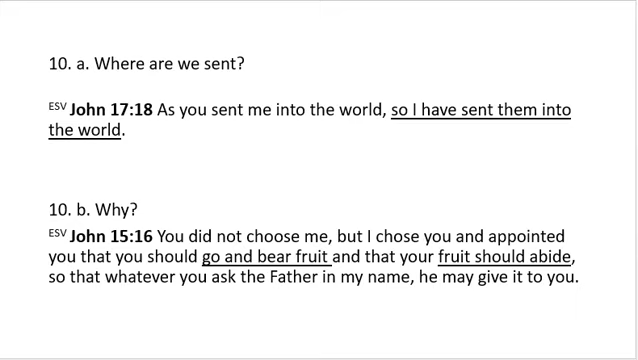 10. a. Where are we sent?
ESV John 17:18 As you sent me into the world, so I have sent them into
the world.
10. b. Why?
ESV John 15:16 You did not choose me, but I chose you and appointed
you that you should go and bear fruit and that your fruit should abide,
so that whatever you ask the Father in my name, he may give it to you.